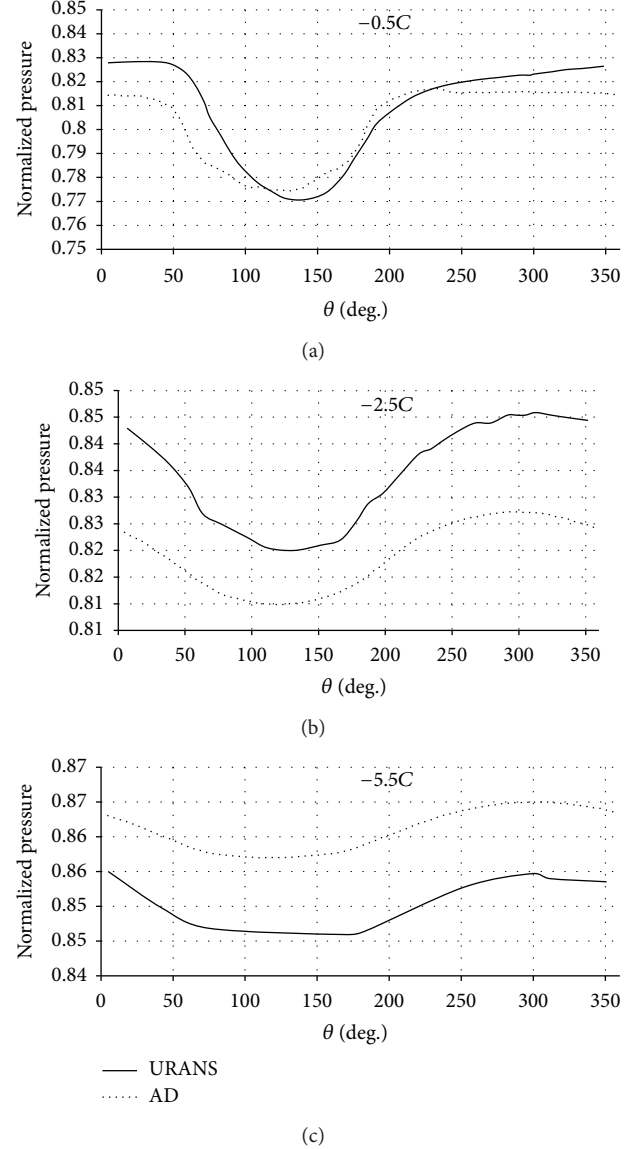 −0.5C
Normalized pressure
0.85
0.83
0.82
0.81
0.8
0.79
0.78
0.77
0.76
0.75
0 50 100 150 200 250 300 350
θ (deg.)
(a)
−2.5C
Normalized pressure
0.85
0.85
0.84
0.84
0.83
0.83
0.82
0.82
0.81
0.81
0 50 100 150 200 250 300 350
θ (deg.)
(b)
−5.5C
Normalized pressure
0.87
0.87
0.86
0.86
0.85
0.85
0.84
0 50 100 150 200 250 300 350
θ (deg.)
URANS
AD
(c)